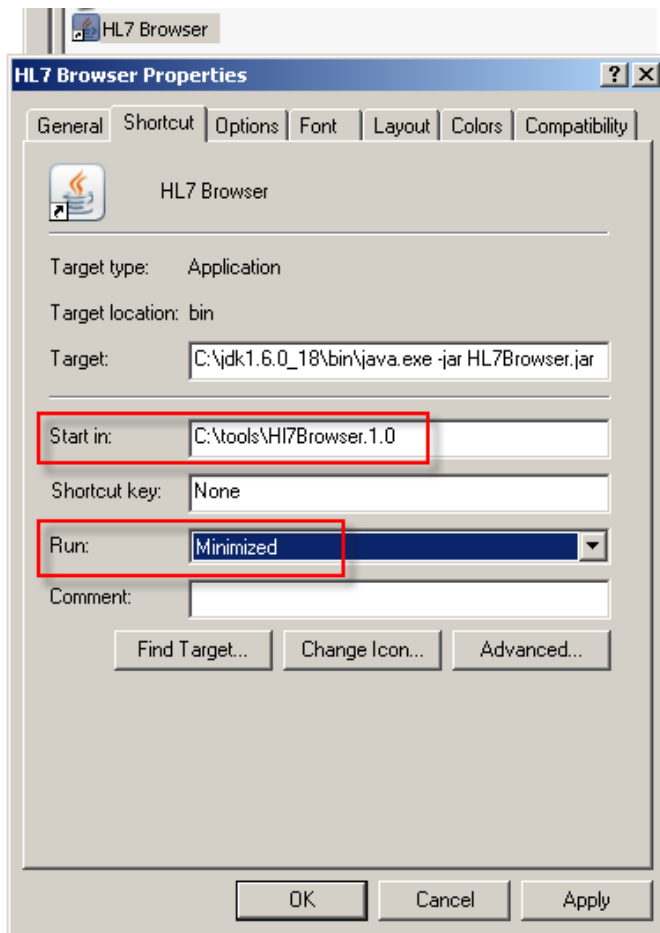 HL7 Browser
HL7 Browser Properties ? X
General Shortcut Options Font Layout Colors Compatibility
HL7 Browser
Target type: Application
Target location: bin
Target: C:\jdk1.6.0_18\bin\java.exe -jar HL7Browser.jar
Start in: C:\tools\Hl7Browser.1.0
Shortcut key: None
Run: Minimized
Comment:
Find Target... Change Icon... Advanced...
OK Cancel Apply